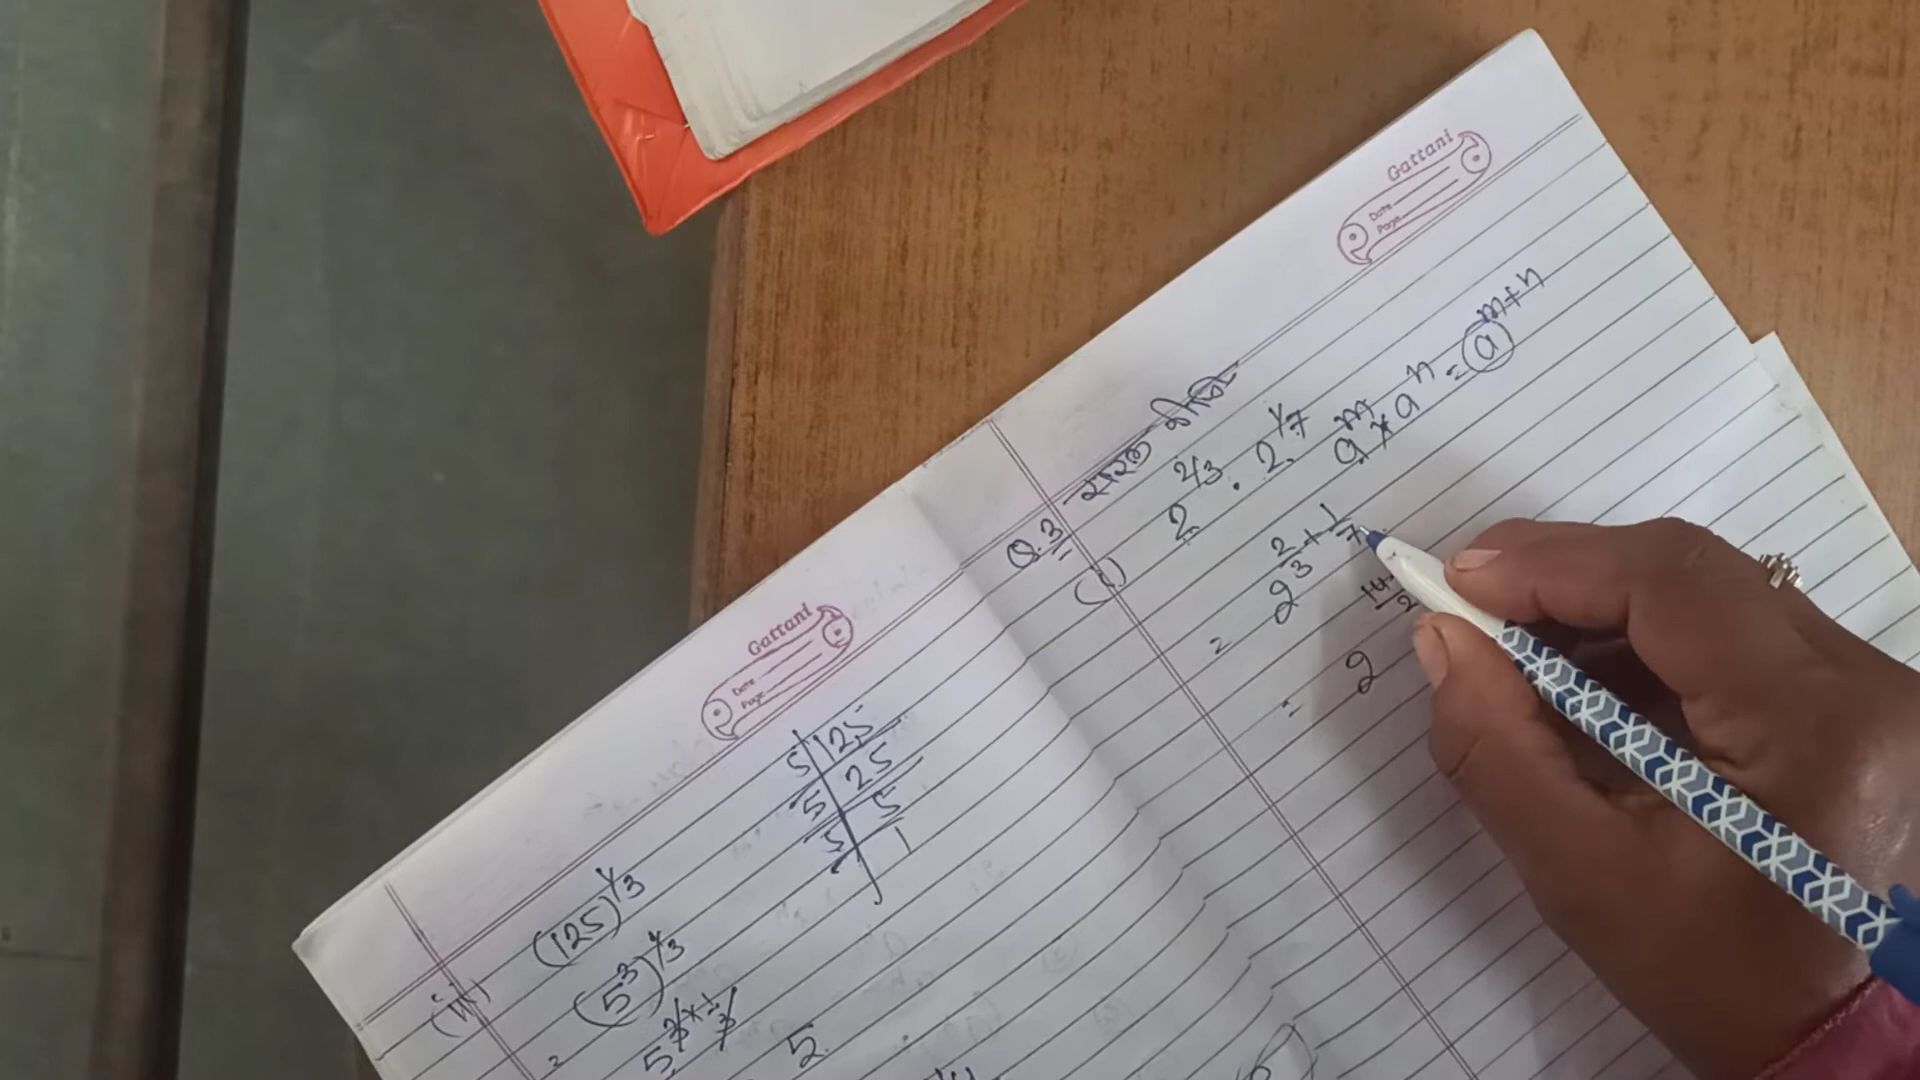 Gattani
Date
Page
5 | 125
5 | 25
5 | 5
1
(iv) (125)^1/3
= (5^3)^1/3
5^3×1/3
5
Gattani
Date
Page
Q.3 सरल कीजिए
(i) 2^2/3 . 2^1/7 a^m × a^n = a^m+n
= 2^2/3+1/7
= 2^14